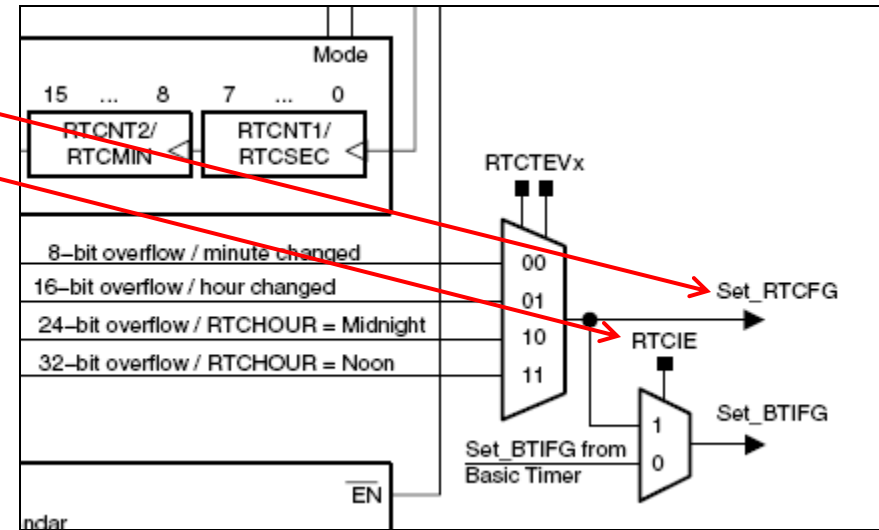 Mode
15 ... 8 7 ... 0
RTCNT2/
RTCMIN
RTCNT1/
RTCSEC
RTCTEVx
8–bit overflow / minute changed
16–bit overflow / hour changed
24–bit overflow / RTCHOUR = Midnight
32–bit overflow / RTCHOUR = Noon
00
01
10
11
Set_RTCFG
RTCIE
1
0
Set_BTIFG
Set_BTIFG from
Basic Timer
EN
ndar